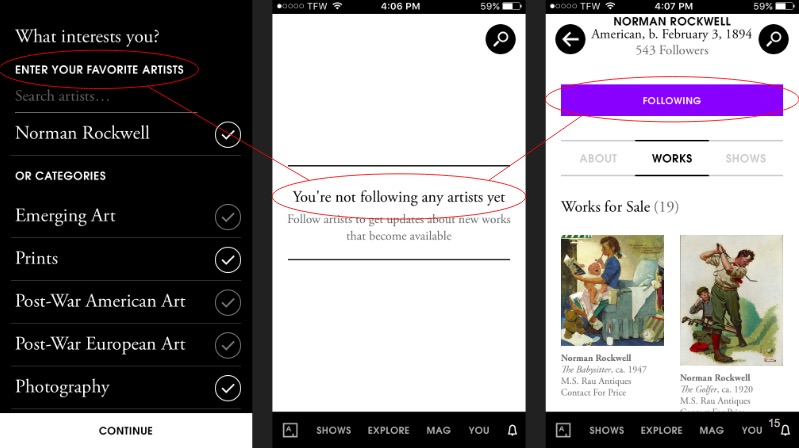 What interests you?
ENTER YOUR FAVORITE ARTISTS
Search artists...
Norman Rockwell
OR CATEGORIES
Emerging Art
Prints
Post-War American Art
Post-War European Art
Photography
CONTINUE
TFW 4:06 PM 59%
You're not following any artists yet
Follow artists to get updates about new works
that become available
A SHOWS EXPLORE MAG YOU
TFW 4:07 PM 59%
NORMAN ROCKWELL
American, b. February 3, 1894
543 Followers
FOLLOWING
ABOUT WORKS SHOWS
Works for Sale (19)
Norman Rockwell
The Babysitter, ca. 1947
M.S. Rau Antiques
Contact For Price
Norman Rockwell
The Golfer, ca. 1920
M.S. Rau Antiques
Contact For Price
A SHOWS EXPLORE MAG YOU 15